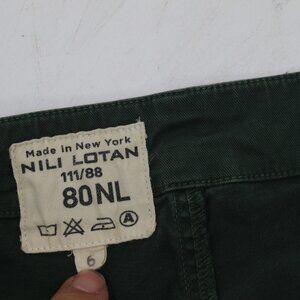 Made in New York
NILI LOTAN
111/88
80NL
A
6